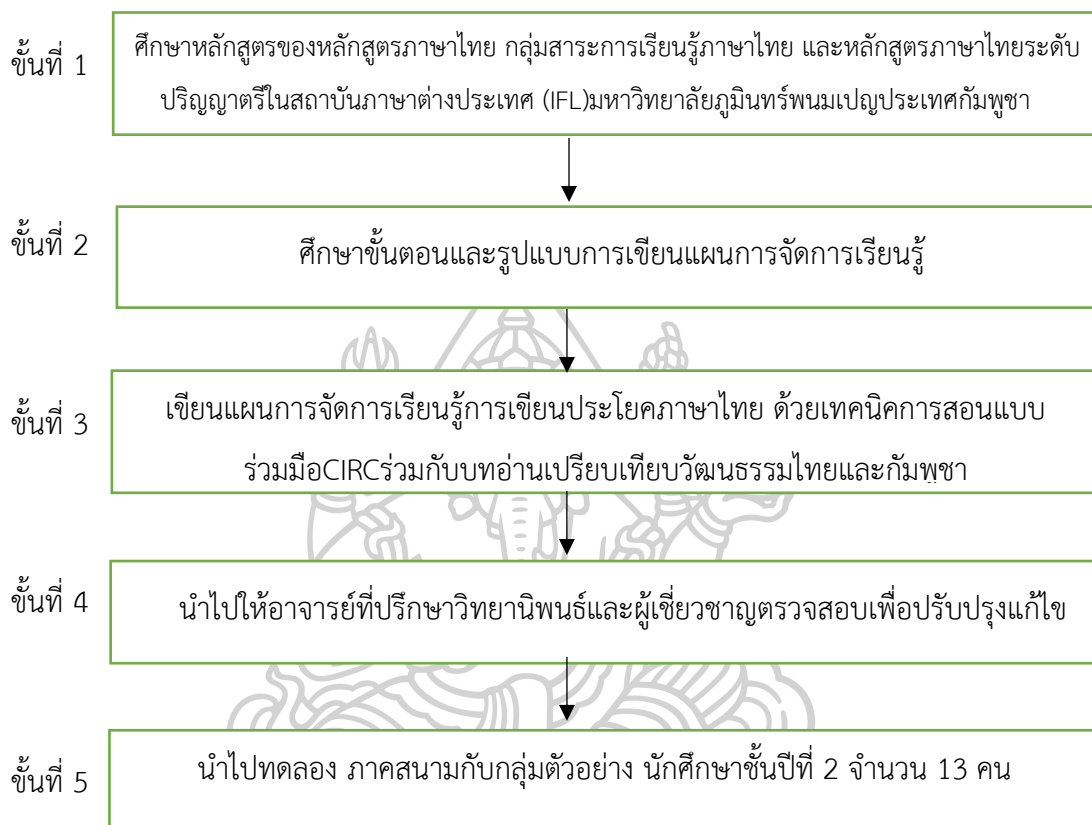 ขั้นที่ 1
ศึกษาหลักสูตรของหลักสูตรภาษาไทย กลุ่มสาระการเรียนรู้ภาษาไทย และหลักสูตรภาษาไทยระดับ
ปริญญาตรีในสถาบันภาษาต่างประเทศ (IFL)มหาวิทยาลัยภูมินทร์พนมเปญประเทศกัมพูชา
ขั้นที่ 2
ศึกษาขั้นตอนและรูปแบบการเขียนแผนการจัดการเรียนรู้
ขั้นที่ 3
เขียนแผนการจัดการเรียนรู้การเขียนประโยคภาษาไทย ด้วยเทคนิคการสอนแบบ
ร่วมมือCIRCร่วมกับบทอ่านเปรียบเทียบวัฒนธรรมไทยและกัมพูชา
ขั้นที่ 4
นำไปให้อาจารย์ที่ปรึกษาวิทยานิพนธ์และผู้เชี่ยวชาญตรวจสอบเพื่อปรับปรุงแก้ไข
ขั้นที่ 5
นำไปทดลอง ภาคสนามกับกลุ่มตัวอย่าง นักศึกษาชั้นปีที่ 2 จำนวน 13 คน